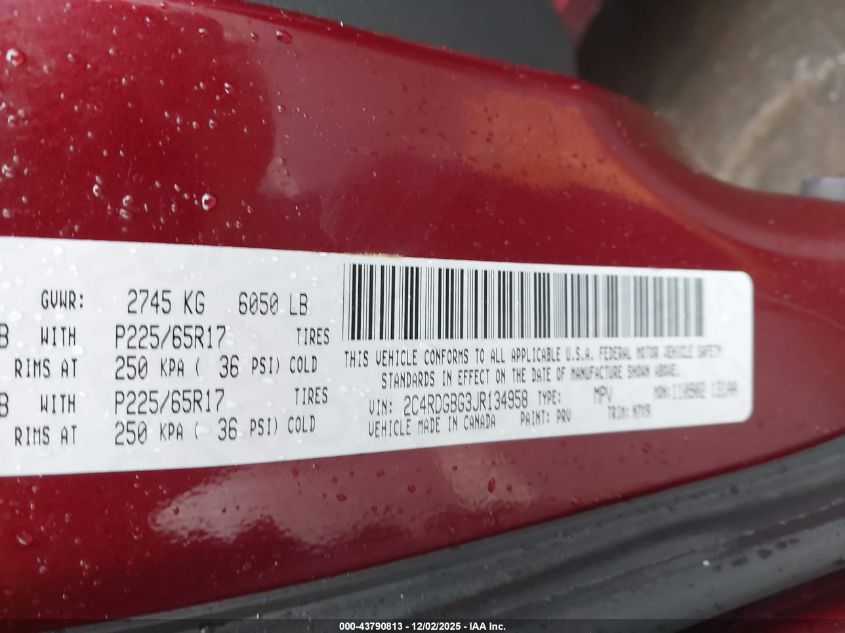 GVWR: 2745 KG 6050 LB
B WITH P225/65R17 TIRES
RIMS AT 250 KPA ( 36 PSI) COLD
B WITH P225/65R17 TIRES
RIMS AT 250 KPA ( 36 PSI) COLD
THIS VEHICLE CONFORMS TO ALL APPLICABLE U.S.A. FEDERAL MOTOR VEHICLE SAFETY
STANDARDS IN EFFECT ON THE DATE OF MANUFACTURE SHOWN ABOVE.
VIN: 2C4RDGBG3JR134958 TYPE: MPV MDH:
VEHICLE MADE IN CANADA PAINT: PRV TRIM:
000-43790813 - 12/02/2025 - IAA Inc.